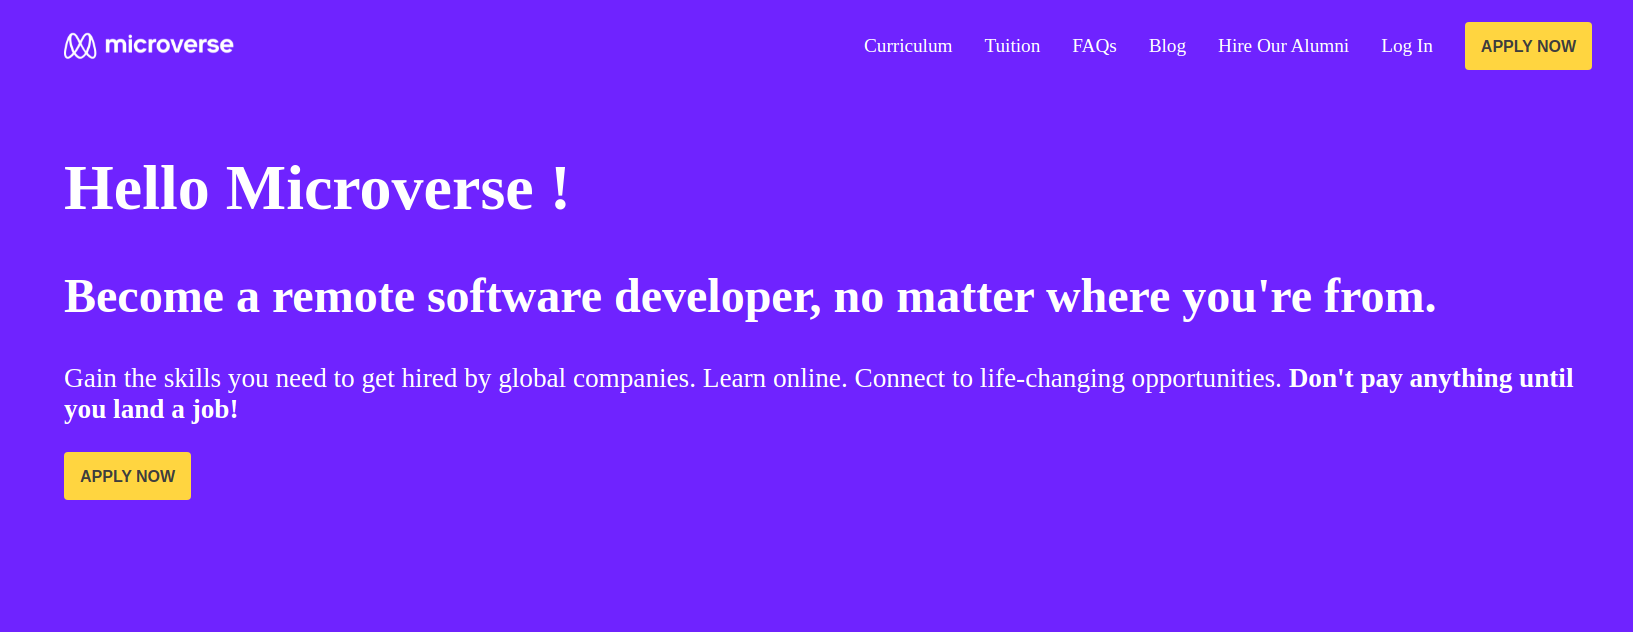 microverse
Curriculum
Tuition
FAQs
Blog
Hire Our Alumni
Log In
APPLY NOW
Hello Microverse !
Become a remote software developer, no matter where you're from.
Gain the skills you need to get hired by global companies. Learn online. Connect to life-changing opportunities. Don't pay anything until
you land a job!
APPLY NOW